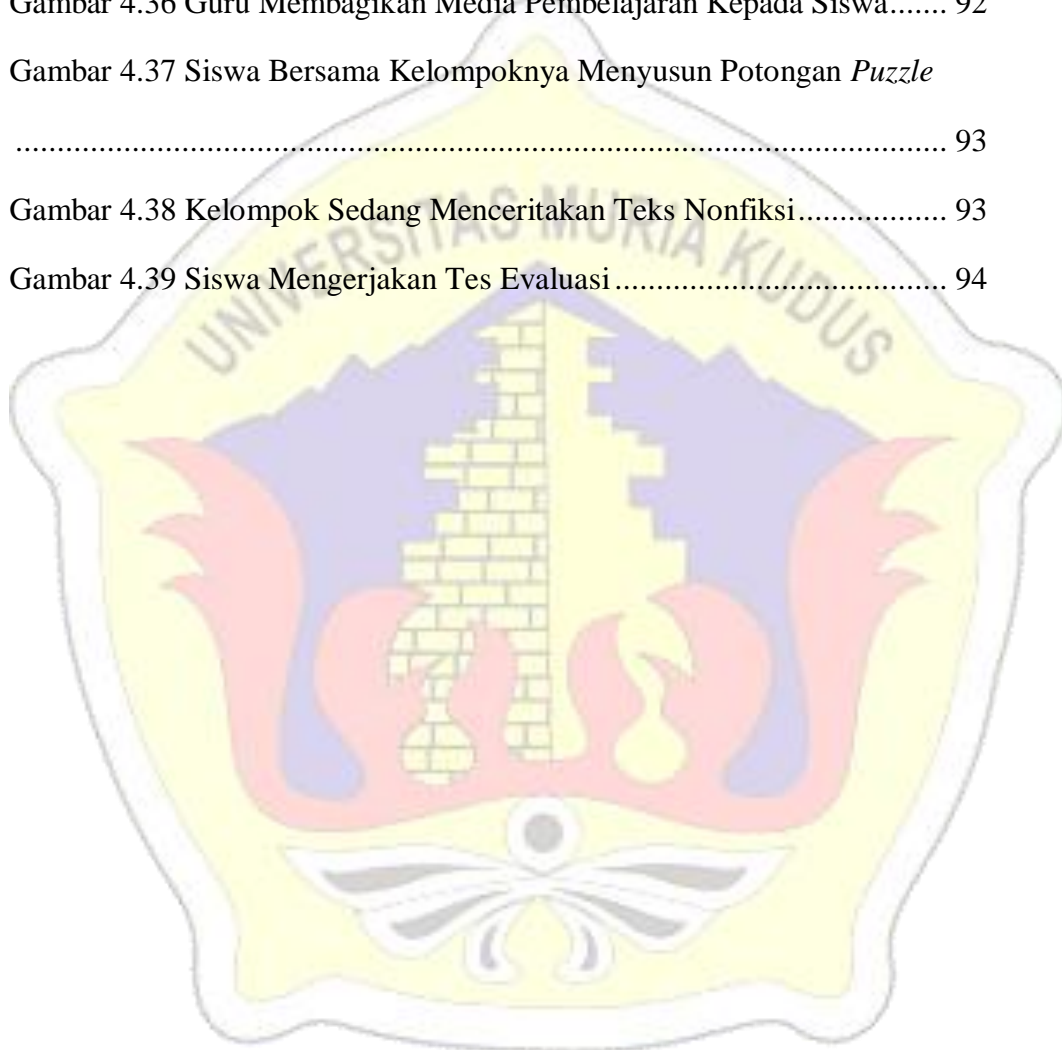 Gambar 4.36 Guru Membagikan Media Pembelajaran Kepada Siswa....... 92
Gambar 4.37 Siswa Bersama Kelompoknya Menyusun Potongan Puzzle
................................................................................................................ 93
Gambar 4.38 Kelompok Sedang Menceritakan Teks Nonfiksi.................. 93
Gambar 4.39 Siswa Mengerjakan Tes Evaluasi........................................ 94
UNIVERSITAS MURIA KUDUS